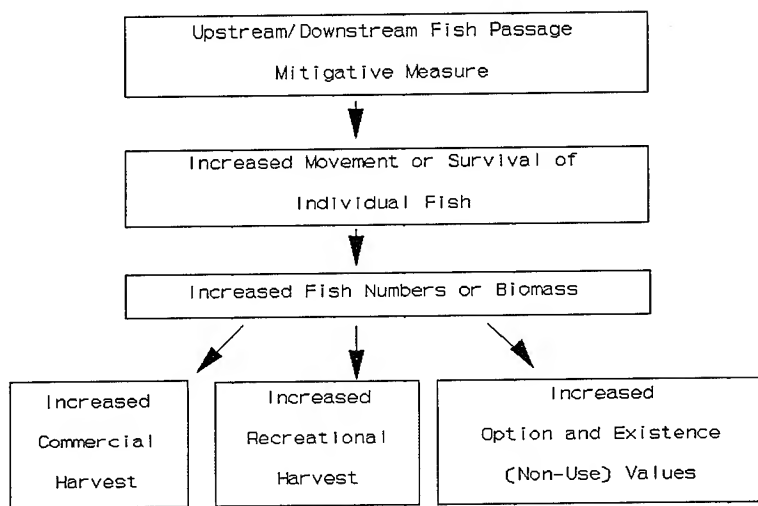 Upstream/Downstream Fish Passage
Mitigative Measure
Increased Movement or Survival of
Individual Fish
Increased Fish Numbers or Biomass
Increased
Commercial
Harvest
Increased
Recreational
Harvest
Increased
Option and Existence
(Non-Use) Values